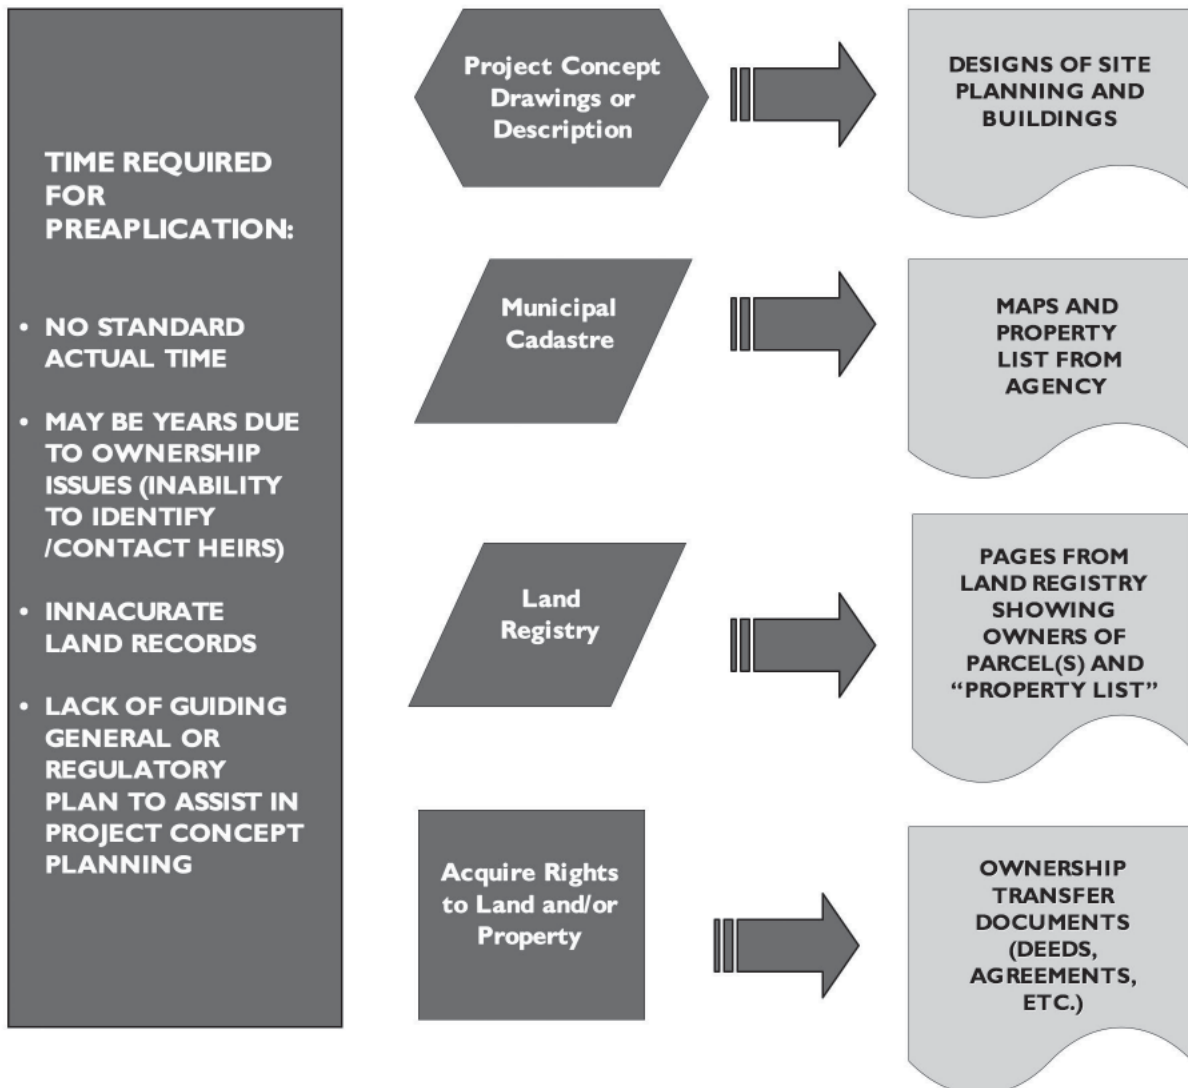 TIME REQUIRED
FOR
PREAPLICATION:
• NO STANDARD
ACTUAL TIME
• MAY BE YEARS DUE
TO OWNERSHIP
ISSUES (INABILITY
TO IDENTIFY
/CONTACT HEIRS)
• INNACURATE
LAND RECORDS
• LACK OF GUIDING
GENERAL OR
REGULATORY
PLAN TO ASSIST IN
PROJECT CONCEPT
PLANNING
Project Concept
Drawings or
Description
DESIGNS OF SITE
PLANNING AND
BUILDINGS
Municipal
Cadastre
MAPS AND
PROPERTY
LIST FROM
AGENCY
Land
Registry
PAGES FROM
LAND REGISTRY
SHOWING
OWNERS OF
PARCEL(S) AND
“PROPERTY LIST”
Acquire Rights
to Land and/or
Property
OWNERSHIP
TRANSFER
DOCUMENTS
(DEEDS,
AGREEMENTS,
ETC.)